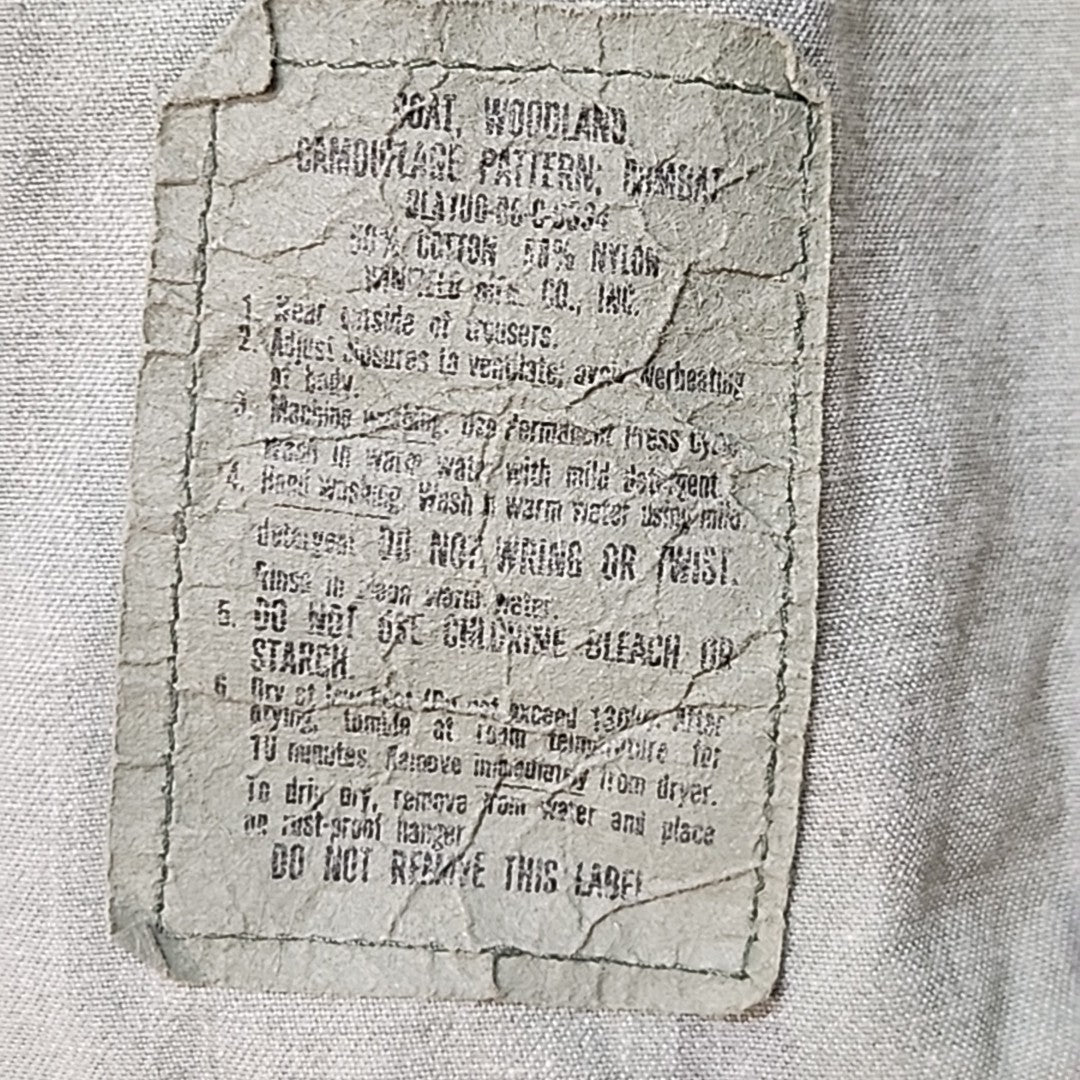 COAT, WOODLAND,
CAMOUFLAGE PATTERN; COMBAT
50% COTTON 50% NYLON
WINFIELD MFG. CO., INC.
1. Wear outside of trousers.
2. Adjust closures to ventilate; avoid overheating
of body.
3. Machine washing: Use Permanent Press Cycle.
Wash in warm water with mild detergent.
4. Hand washing: Wash in warm water using mild
detergent DO NOT WRING OR TWIST.
Rinse in clean warm water.
5. DO NOT USE CHLORINE BLEACH OR
STARCH.
6. Dry at low heat (Do not exceed After
drying, tumble at room temperature for
10 minutes. Remove immediately from dryer.
To drip dry, remove from water and place
on rust-proof hanger
DO NOT REMOVE THIS LABEL